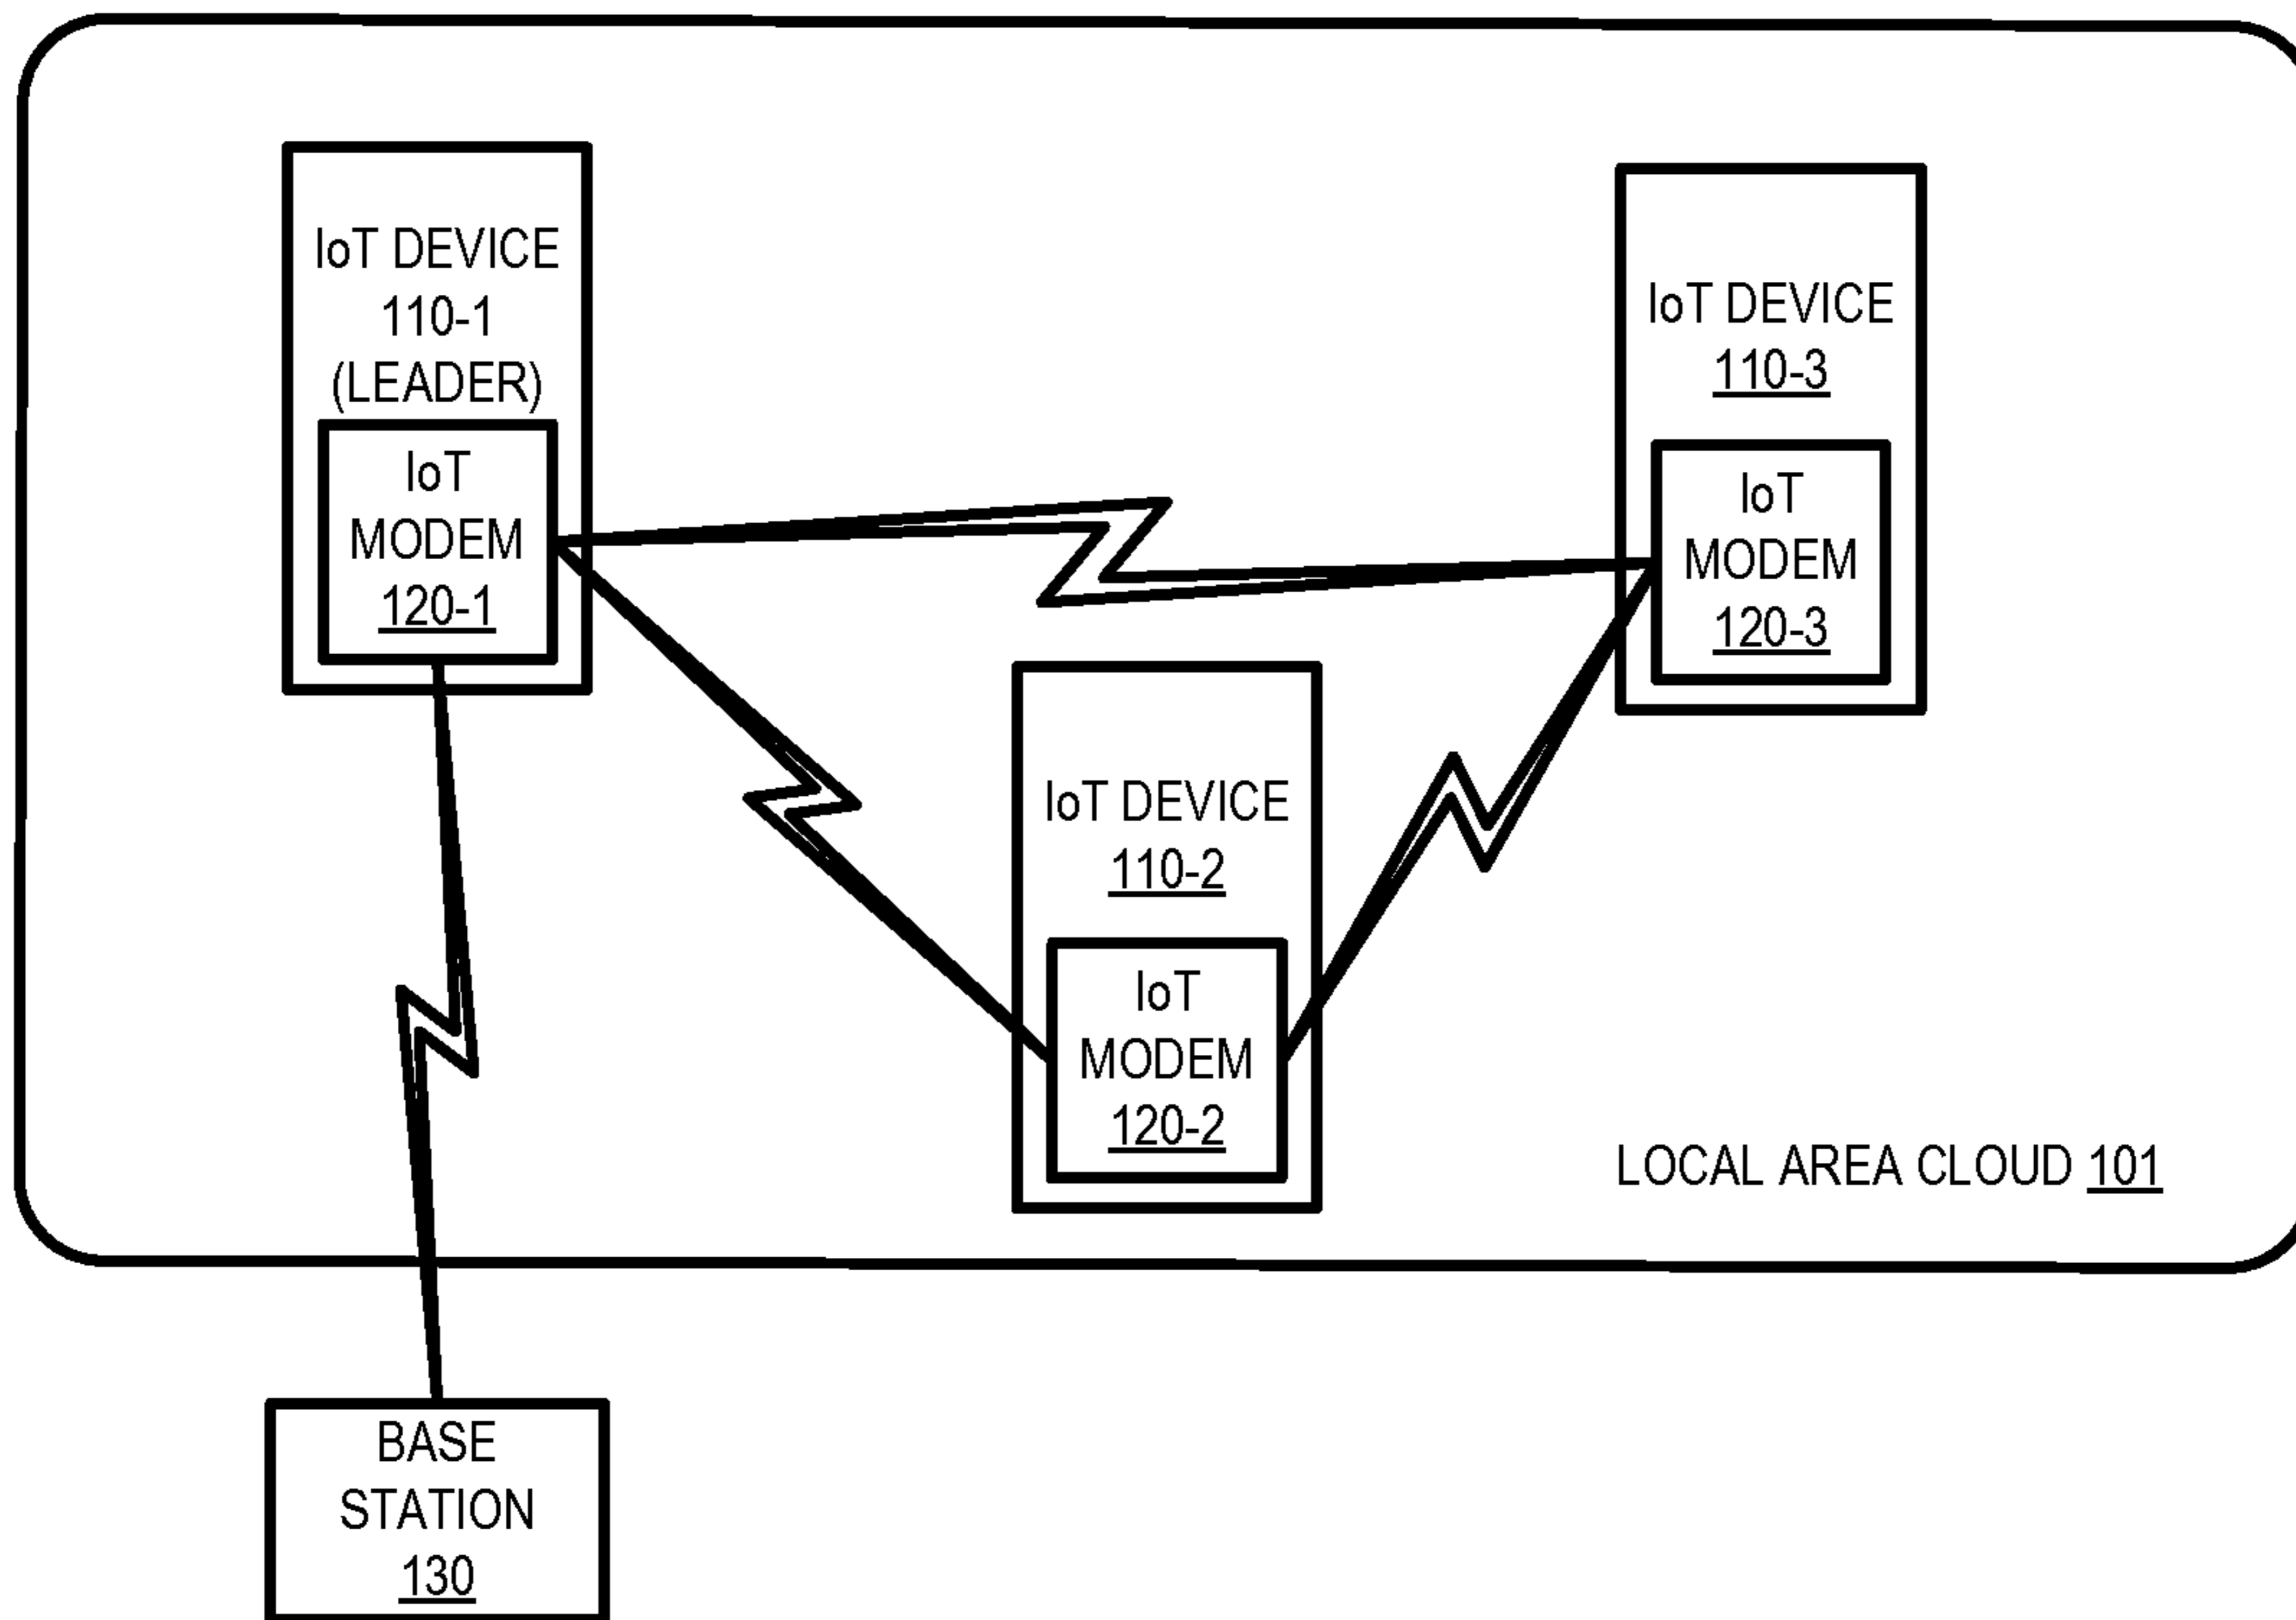 IoT DEVICE
110-1
(LEADER)
IoT
MODEM
120-1
IoT DEVICE
110-3
IoT
MODEM
120-3
IoT DEVICE
110-2
IoT
MODEM
120-2
LOCAL AREA CLOUD 101
BASE
STATION
130